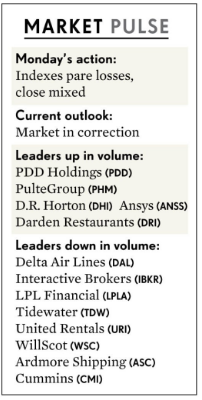 MARKET PULSE
Monday's action:
Indexes pare losses,
close mixed
Current outlook:
Market in correction
Leaders up in volume:
PDD Holdings (PDD)
PulteGroup (PHM)
D.R. Horton (DHI) Ansys (ANSS)
Darden Restaurants (DRI)
Leaders down in volume:
Delta Air Lines (DAL)
Interactive Brokers (IBKR)
LPL Financial (LPLA)
Tidewater (TDW)
United Rentals (URI)
WillScot (WSC)
Ardmore Shipping (ASC)
Cummins (CMI)